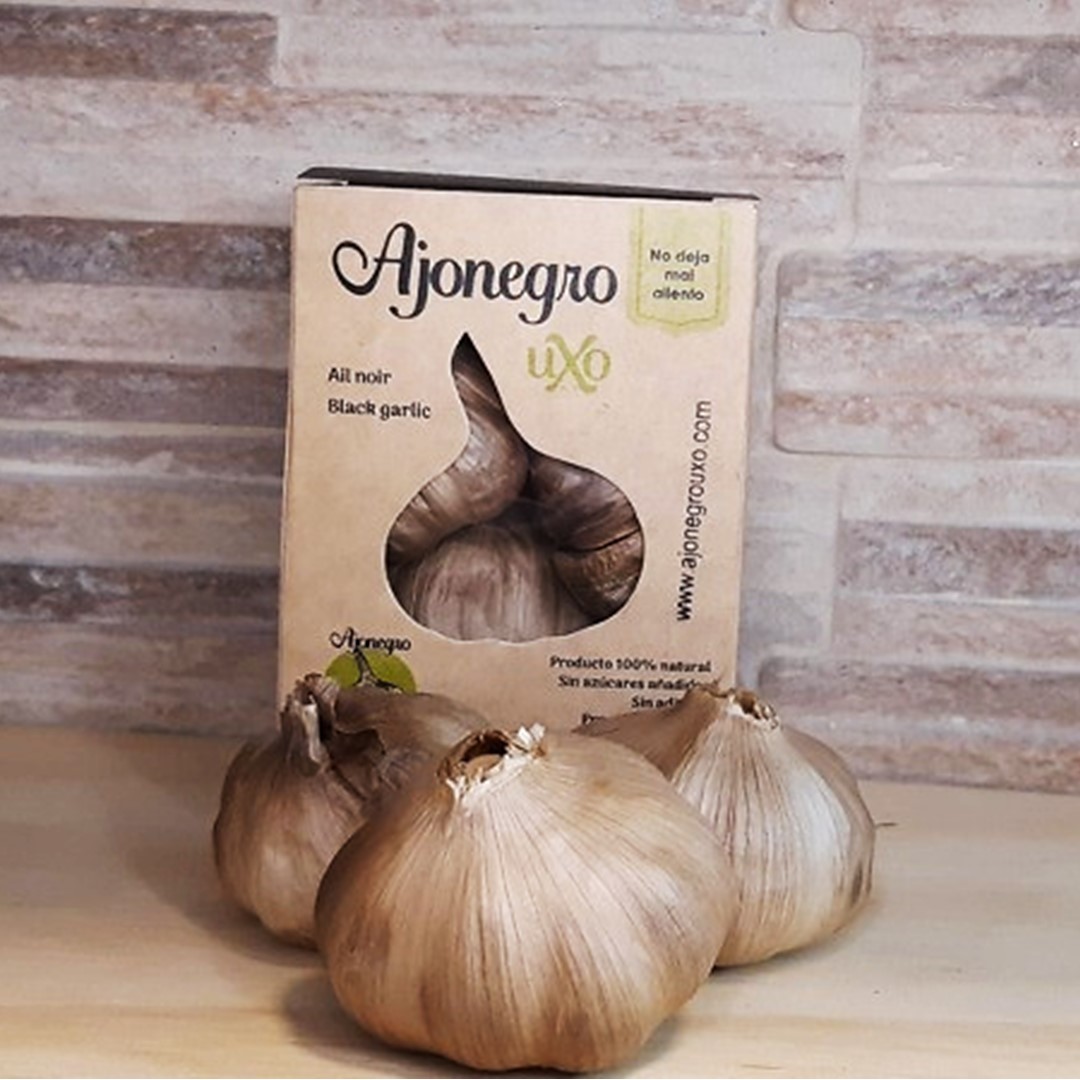 Ajonegro
No deja
mal
aliento
uXo
Ail noir
Black garlic
www.ajonegrouxo.com
Ajonegro
Producto 100% natural
Sin azúcares
Sin